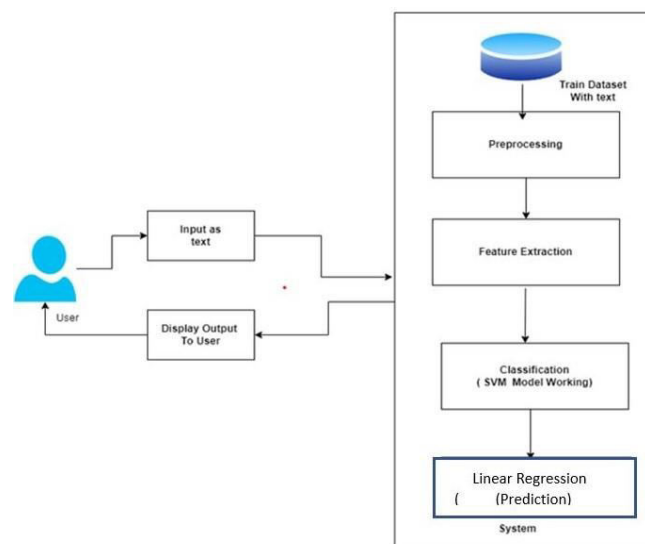 Train Dataset
With text
Preprocessing
Input as
text
Feature Extraction
User
Display Output
To User
Classification
( SVM Model Working)
Linear Regression
( (Prediction)
System